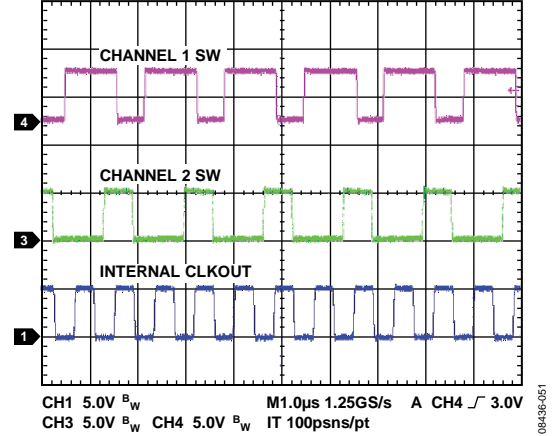 CHANNEL 1 SW
4
CHANNEL 2 SW
3
INTERNAL CLKOUT
1
CH1 5.0V BW M1.0µs 1.25GS/s A CH4 3.0V
CH3 5.0V BW CH4 5.0V BW IT 100psns/pt
08436-051